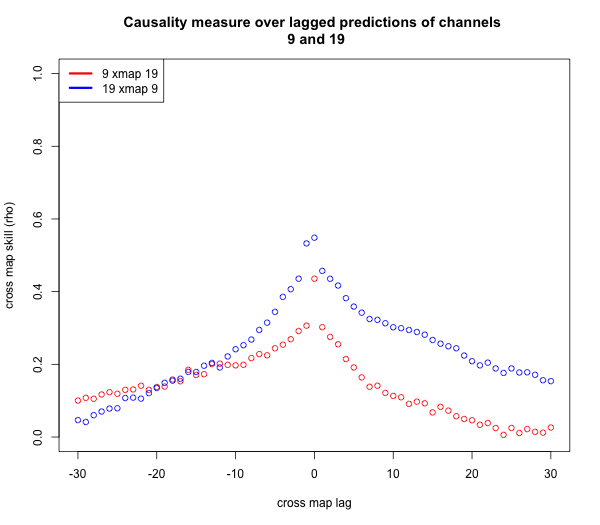 Causality measure over lagged predictions of channels
9 and 19
9 xmap 19
19 xmap 9
cross map skill (rho)
1.0
0.8
0.6
0.4
0.2
0.0
-30 -20 -10 0 10 20 30
cross map lag